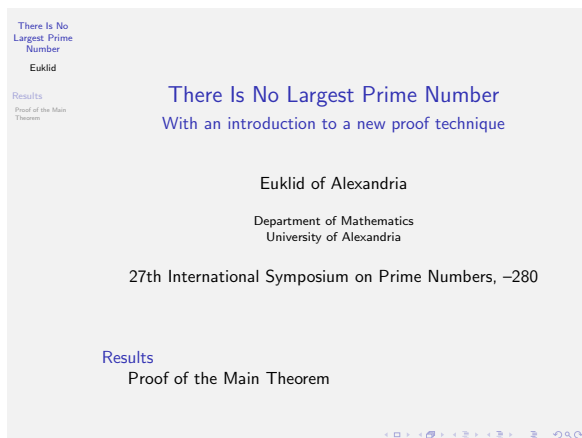 There Is No
Largest Prime
Number
Euklid
Results
Proof of the Main
Theorem
There Is No Largest Prime Number
With an introduction to a new proof technique
Euklid of Alexandria
Department of Mathematics
University of Alexandria
27th International Symposium on Prime Numbers, –280
Results
Proof of the Main Theorem